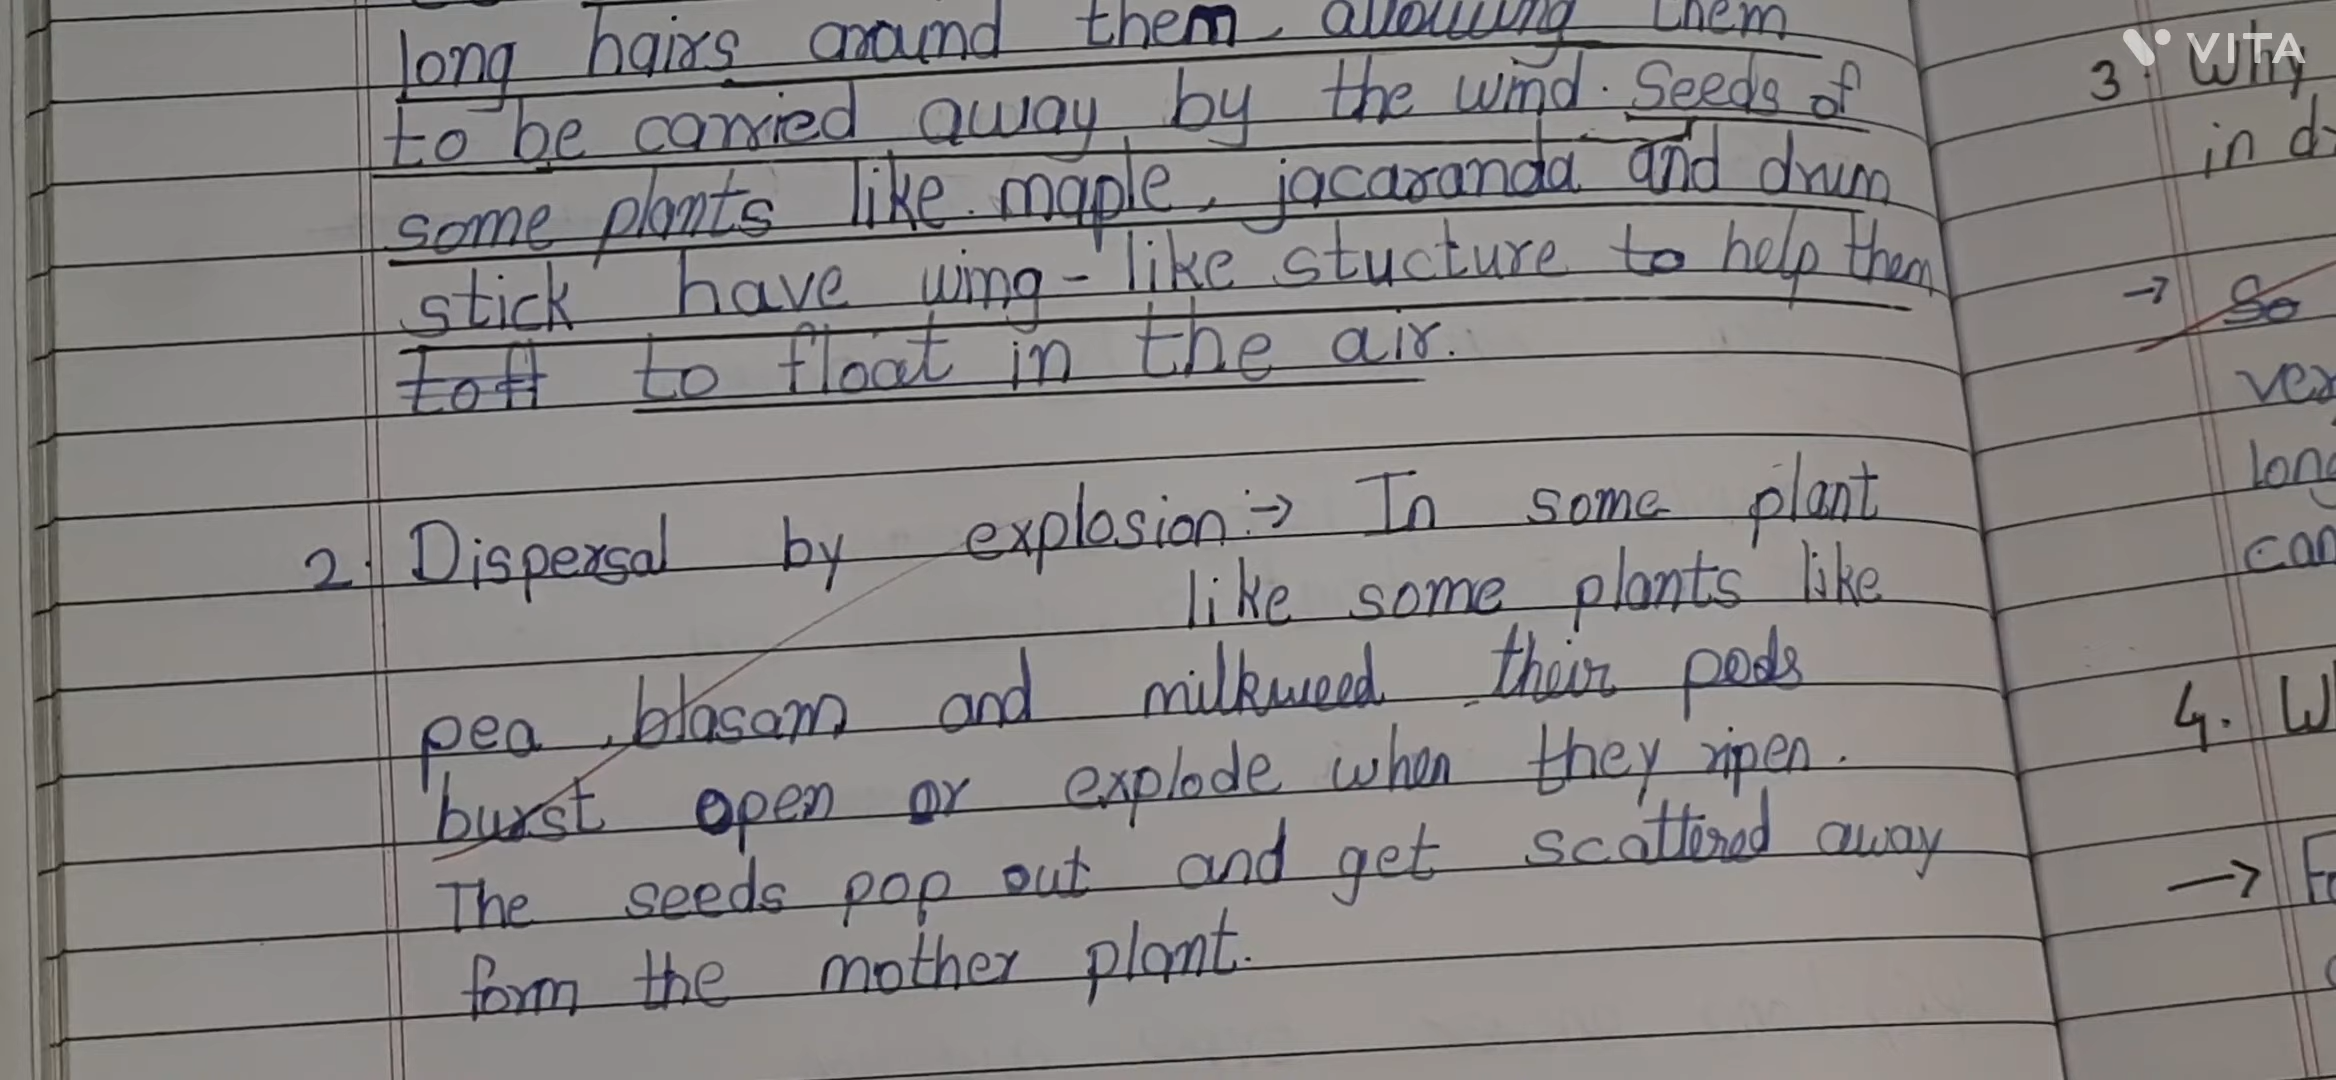 long hairs around them, allowing them
to be carried away by the wind. Seeds of
some plants like maple, jacaranda and drum
stick have wing-like stucture to help them
to float in the air.
2. Dispersal by explosion:→ In some plant
like some plants like
pea, blasam and milkweed their pods
burst open or explode when they ripen.
The seeds pop out and get scattered away
form the mother plant.
VITA
3. Why
in
→ So
long
can
4.
→